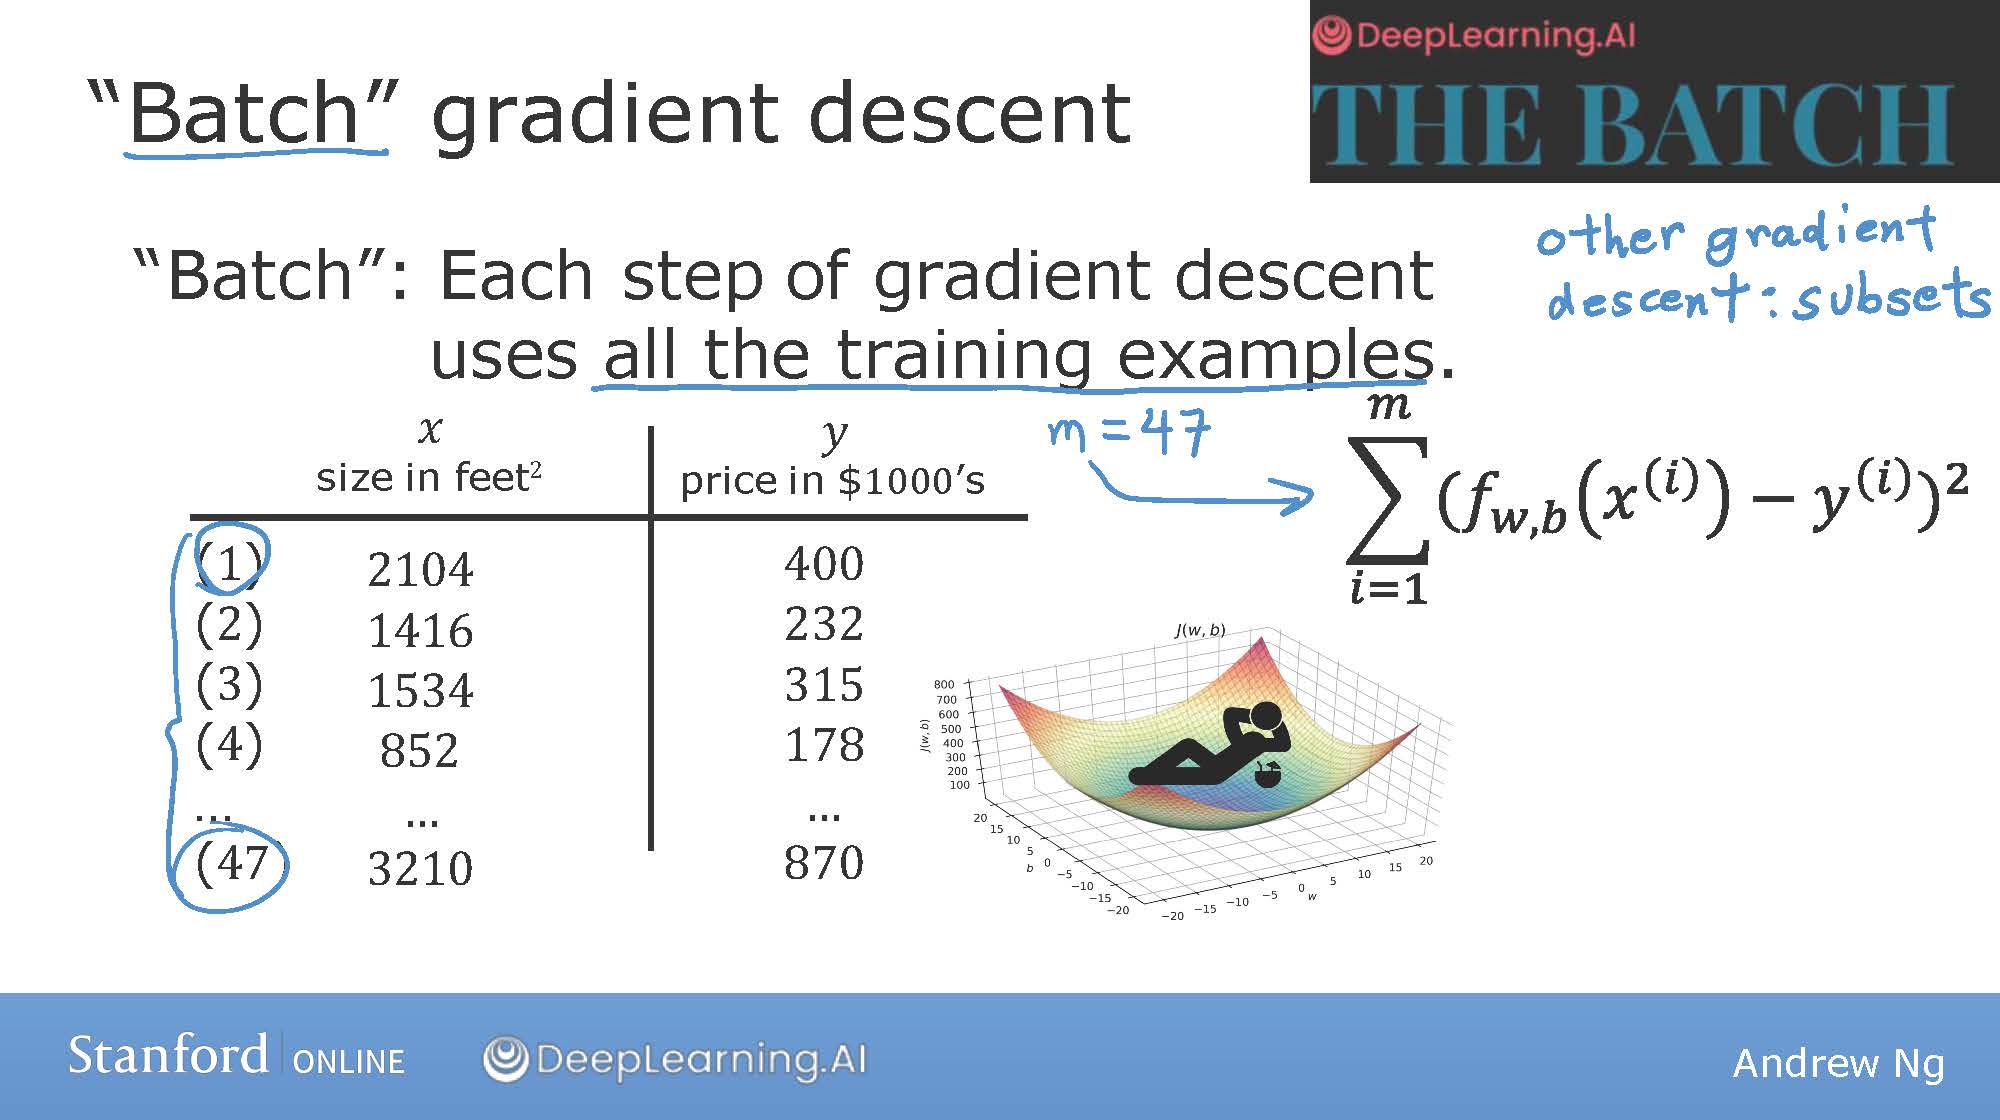 “Batch” gradient descent
DeepLearning.AI
THE BATCH
other gradient
descent: subsets
“Batch”: Each step of gradient descent
uses all the training examples.
x
size in feet²
y
price in $1000’s
m = 47
m
∑(f_w,b(x^(i)) − y^(i))²
i=1
(1) 2104 400
(2) 1416 232
(3) 1534 315
(4) 852 178
... ... ...
(47) 3210 870
J(w, b)
J(w, b)
800
700
600
500
400
300
200
100
20
15
10
5
0
−5
−10
−15
−20
b
−20
−15
−10
−5
0
5
10
15
20
w
Stanford | ONLINE
DeepLearning.AI
Andrew Ng